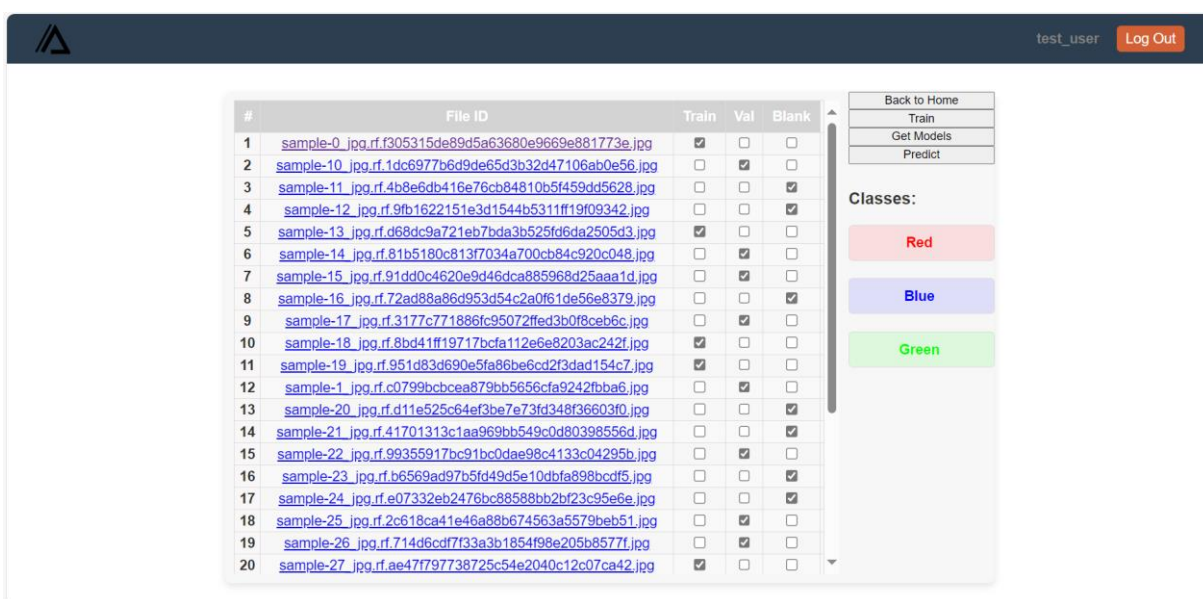 test_user Log Out
# File ID Train Val Blank
1 sample-0_jpg.rf.f305315de89d5a63680e9669e881773e.jpg
2 sample-10_jpg.rf.1dc6977b6d9de65d3b32d47106ab0e56.jpg
3 sample-11_jpg.rf.4b8e6db416e76cb84810b5f459dd5628.jpg
4 sample-12_jpg.rf.9fb1622151e3d1544b5311ff19f09342.jpg
5 sample-13_jpg.rf.d68dc9a721eb7bda3b525fd6da2505d3.jpg
6 sample-14_jpg.rf.81b5180c813f7034a700cb84c920c048.jpg
7 sample-15_jpg.rf.91dd0c4620e9d46dca885968d25aaa1d.jpg
8 sample-16_jpg.rf.72ad88a86d953d54c2a0f61de56e8379.jpg
9 sample-17_jpg.rf.3177c771886fc95072ffed3b0f8ceb6c.jpg
10 sample-18_jpg.rf.8bd41ff19717bcfa112e6e8203ac242f.jpg
11 sample-19_jpg.rf.951d83d690e5fa86be6cd2f3dad154c7.jpg
12 sample-1_jpg.rf.c0799bcbcea879bb5656cfa9242fbba6.jpg
13 sample-20_jpg.rf.d11e525c64ef3be7e73fd348f36603f0.jpg
14 sample-21_jpg.rf.41701313c1aa969bb549c0d80398556d.jpg
15 sample-22_jpg.rf.99355917bc91bc0dae98c4133c04295b.jpg
16 sample-23_jpg.rf.b6569ad97b5fd49d5e10dbfa898bcdf5.jpg
17 sample-24_jpg.rf.e07332eb2476bc88588bb2bf23c95e6e.jpg
18 sample-25_jpg.rf.2c618ca41e46a88b674563a5579beb51.jpg
19 sample-26_jpg.rf.714d6cdf7f33a3b1854f98e205b8577f.jpg
20 sample-27_jpg.rf.ae47f797738725c54e2040c12c07ca42.jpg
Back to Home
Train
Get Models
Predict
Classes:
Red
Blue
Green